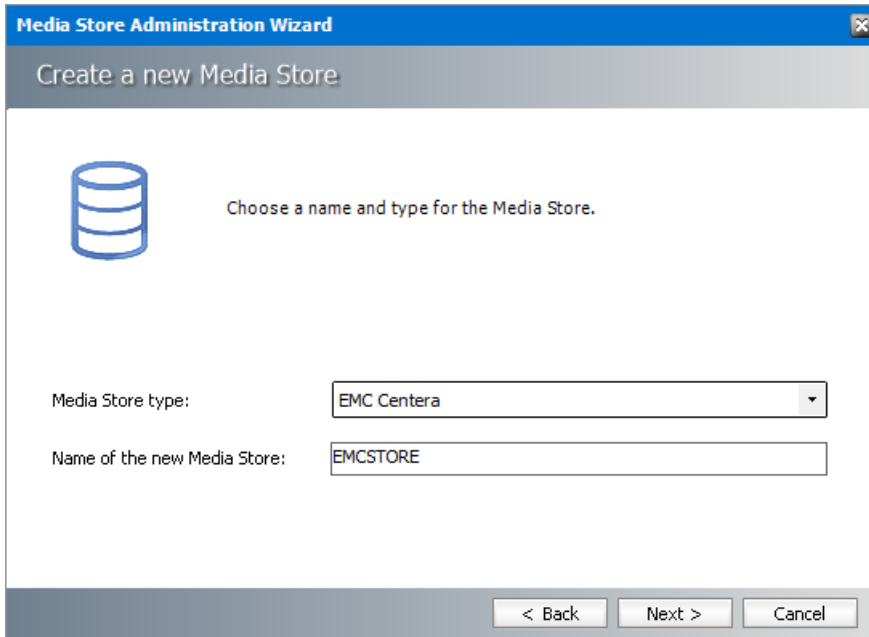 Media Store Administration Wizard
Create a new Media Store
Choose a name and type for the Media Store.
Media Store type:
EMC Centera
Name of the new Media Store:
EMCSTORE
< Back
Next >
Cancel